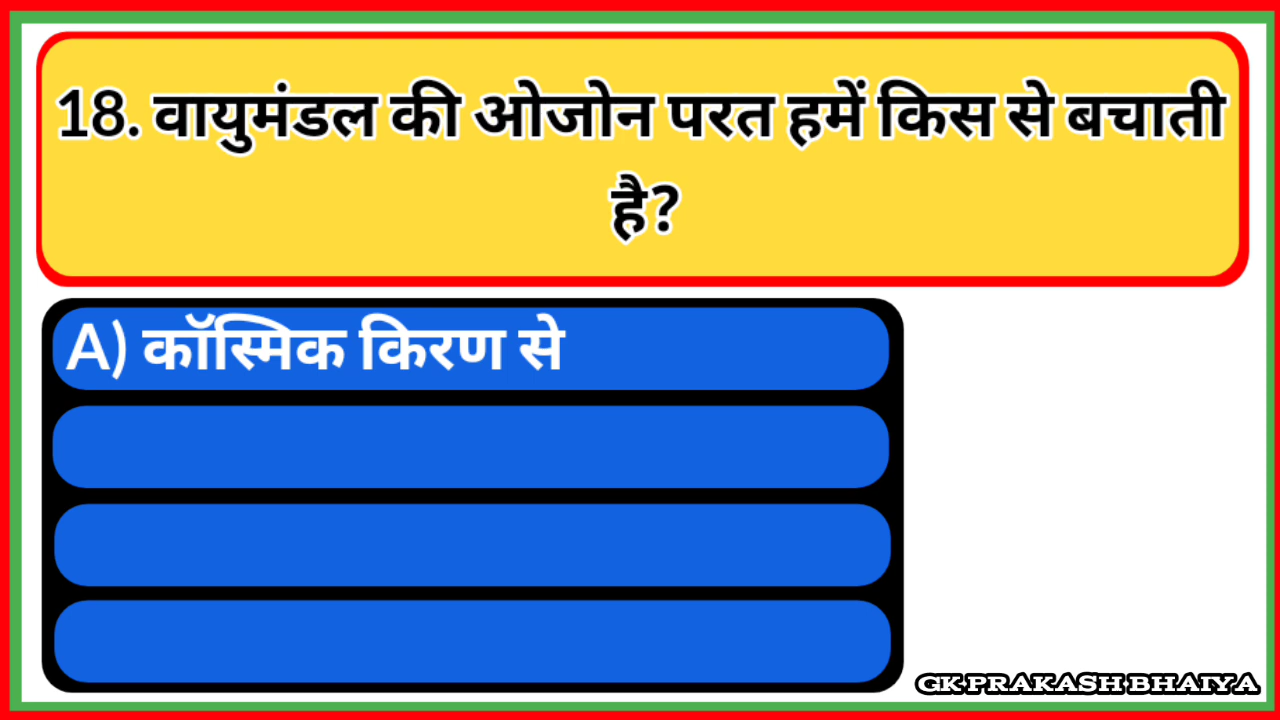 18. वायुमंडल की ओजोन परत हमें किस से बचाती
है?
A) कॉस्मिक किरण से
GK PRAKASH BHAIYA